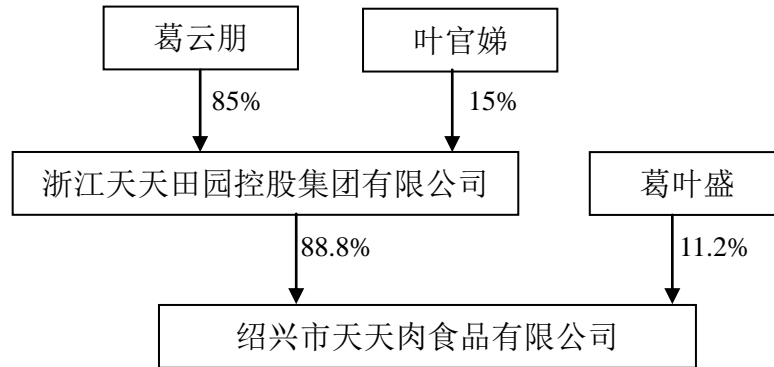 葛云朋
叶官娣
85%
15%
浙江天天田园控股集团有限公司
葛叶盛
88.8%
11.2%
绍兴市天天肉食品有限公司